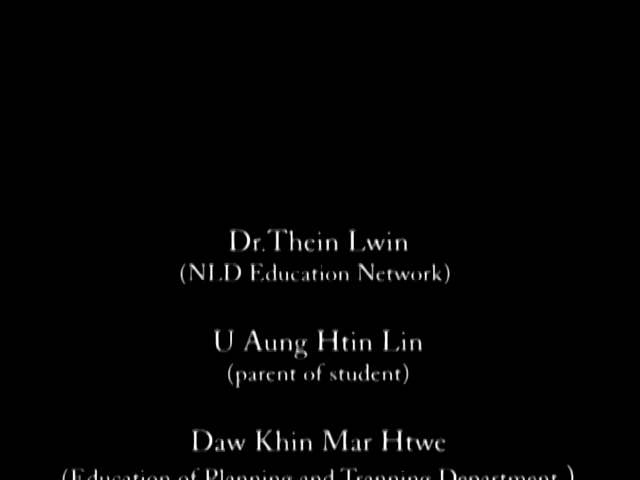 Dr.Thein Lwin
(NLD Education Network)
U Aung Htin Lin
(parent of student)
Daw Khin Mar Htwe
(Education of Planning and Tranning Department )